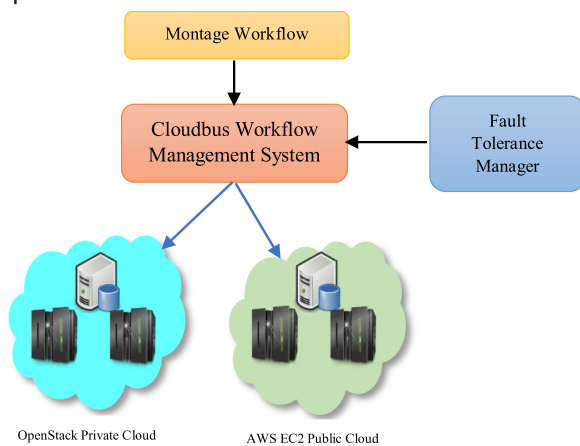 Montage Workflow
Cloudbus Workflow
Management System
Fault
Tolerance
Manager
OpenStack Private Cloud
AWS EC2 Public Cloud